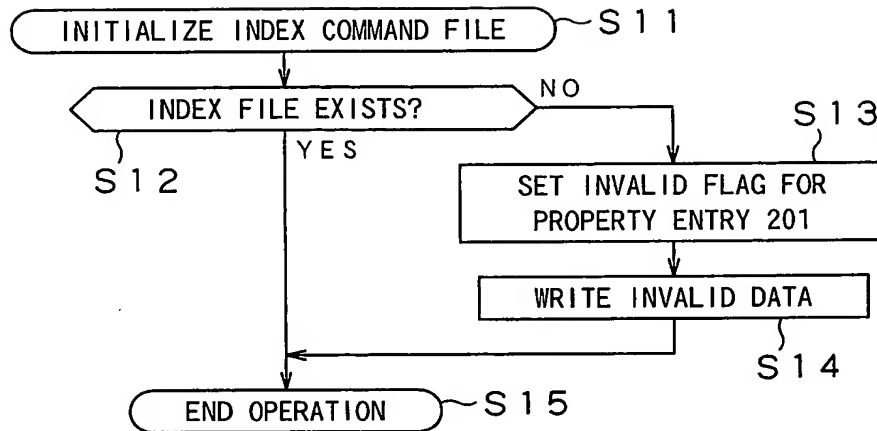 INITIALIZE INDEX COMMAND FILE S11
INDEX FILE EXISTS? NO
S12 YES
S13
SET INVALID FLAG FOR
PROPERTY ENTRY 201
WRITE INVALID DATA
S14
END OPERATION S15